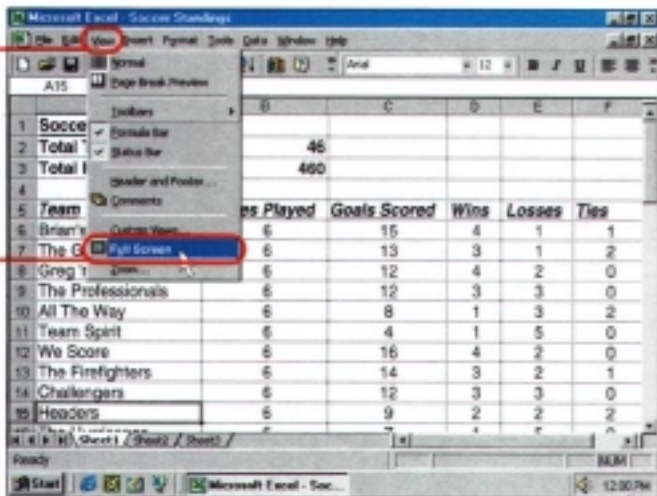 Microsoft Excel - Soccer Standings
File Edit View Insert Format Tools Data Window Help
Arial 12 B I U
A15
Normal
Page Break Preview
Toolbars
Formula Bar
Status Bar
Header and Footer...
Comments
Custom Views...
Full Screen
Zoom...
B C D E F
1 Socce
2 Total 46
3 Total 460
4
5 Team es Played Goals Scored Wins Losses Ties
6 Brian's 6 15 4 1 1
7 The G 6 13 3 1 2
8 Greg 6 12 4 2 0
9 The Professionals 6 12 3 3 0
10 All The Way 6 8 1 3 2
11 Team Spirit 6 4 1 5 0
12 We Score 6 16 4 2 0
13 The Firefighters 6 14 3 2 1
14 Challengers 6 12 3 3 0
15 Headers 6 9 2 2 2
Sheet1 Sheet2 Sheet3
Ready NUM
Start Microsoft Excel - Soc... 12:00 PM